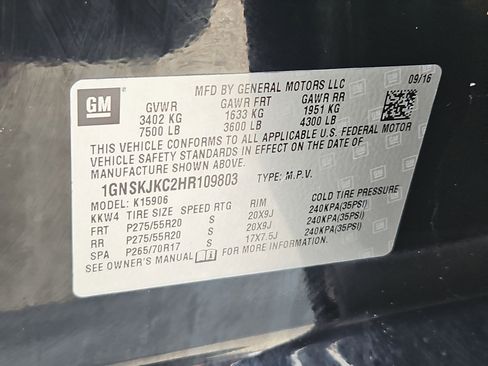 GM
MFD BY GENERAL MOTORS LLC 09/16
GVWR GAWR FRT GAWR RR
3402 KG 1633 KG 1951 KG
7500 LB 3600 LB 4300 LB
THIS VEHICLE CONFORMS TO ALL APPLICABLE U.S. FEDERAL MOTOR
VEHICLE SAFETY STANDARDS IN EFFECT ON THE DATE OF
MANUFACTURE SHOWN ABOVE.
1GNSKJKC2HR109803 TYPE: M.P.V.
MODEL: K15906
KKW4 TIRE SIZE SPEED RTG RIM COLD TIRE PRESSURE
FRT P275/55R20 S 20X9J 240KPA(35PSI)
RR P275/55R20 S 20X9J 240KPA(35PSI)
SPA P265/70R17 S 17X7.5J 240KPA(35PSI)
SEE OWNER'S MANUAL FOR MORE INFORMATION.